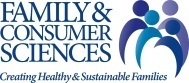 FAMILY &
CONSUMER
SCIENCES
Creating Healthy & Sustainable Families